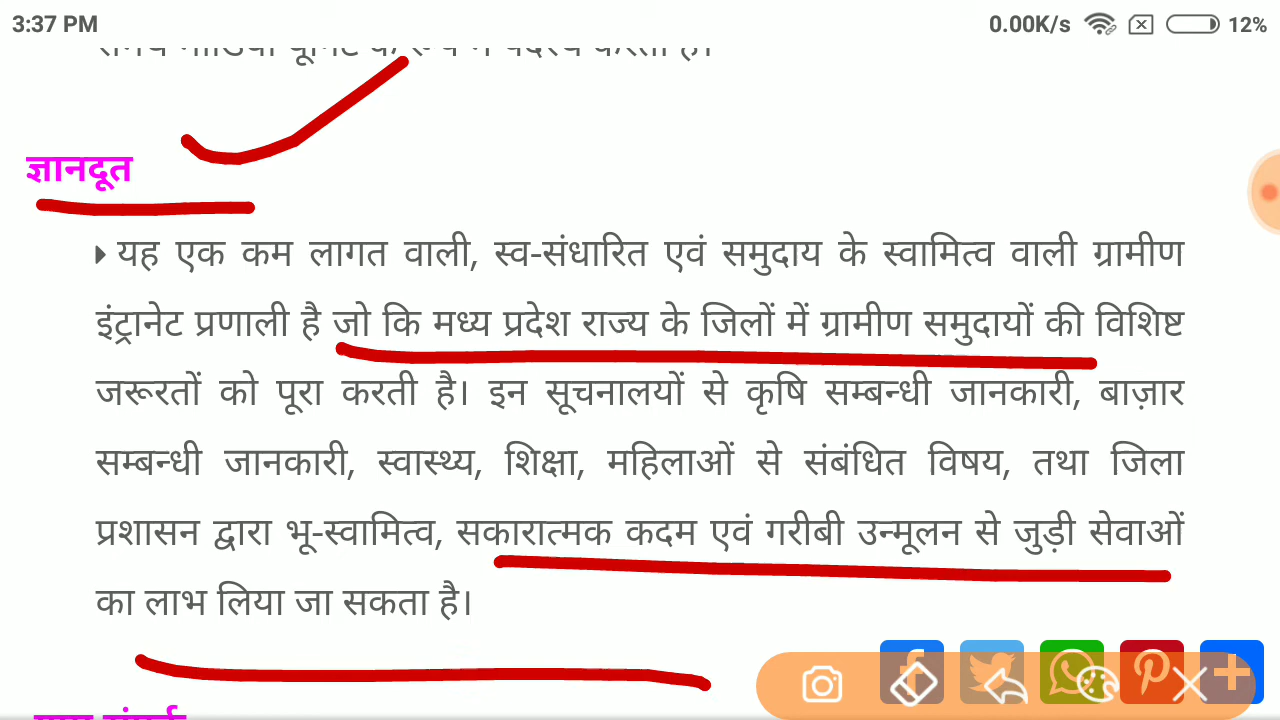 3:37 PM 0.00K/s 12%
ज्ञानदूत
यह एक कम लागत वाली, स्व-संधारित एवं समुदाय के स्वामित्व वाली ग्रामीण
इंट्रानेट प्रणाली है जो कि मध्य प्रदेश राज्य के जिलों में ग्रामीण समुदायों की विशिष्ट
जरूरतों को पूरा करती है। इन सूचनालयों से कृषि सम्बन्धी जानकारी, बाज़ार
सम्बन्धी जानकारी, स्वास्थ्य, शिक्षा, महिलाओं से संबंधित विषय, तथा जिला
प्रशासन द्वारा भू-स्वामित्व, सकारात्मक कदम एवं गरीबी उन्मूलन से जुड़ी सेवाओं
का लाभ लिया जा सकता है।